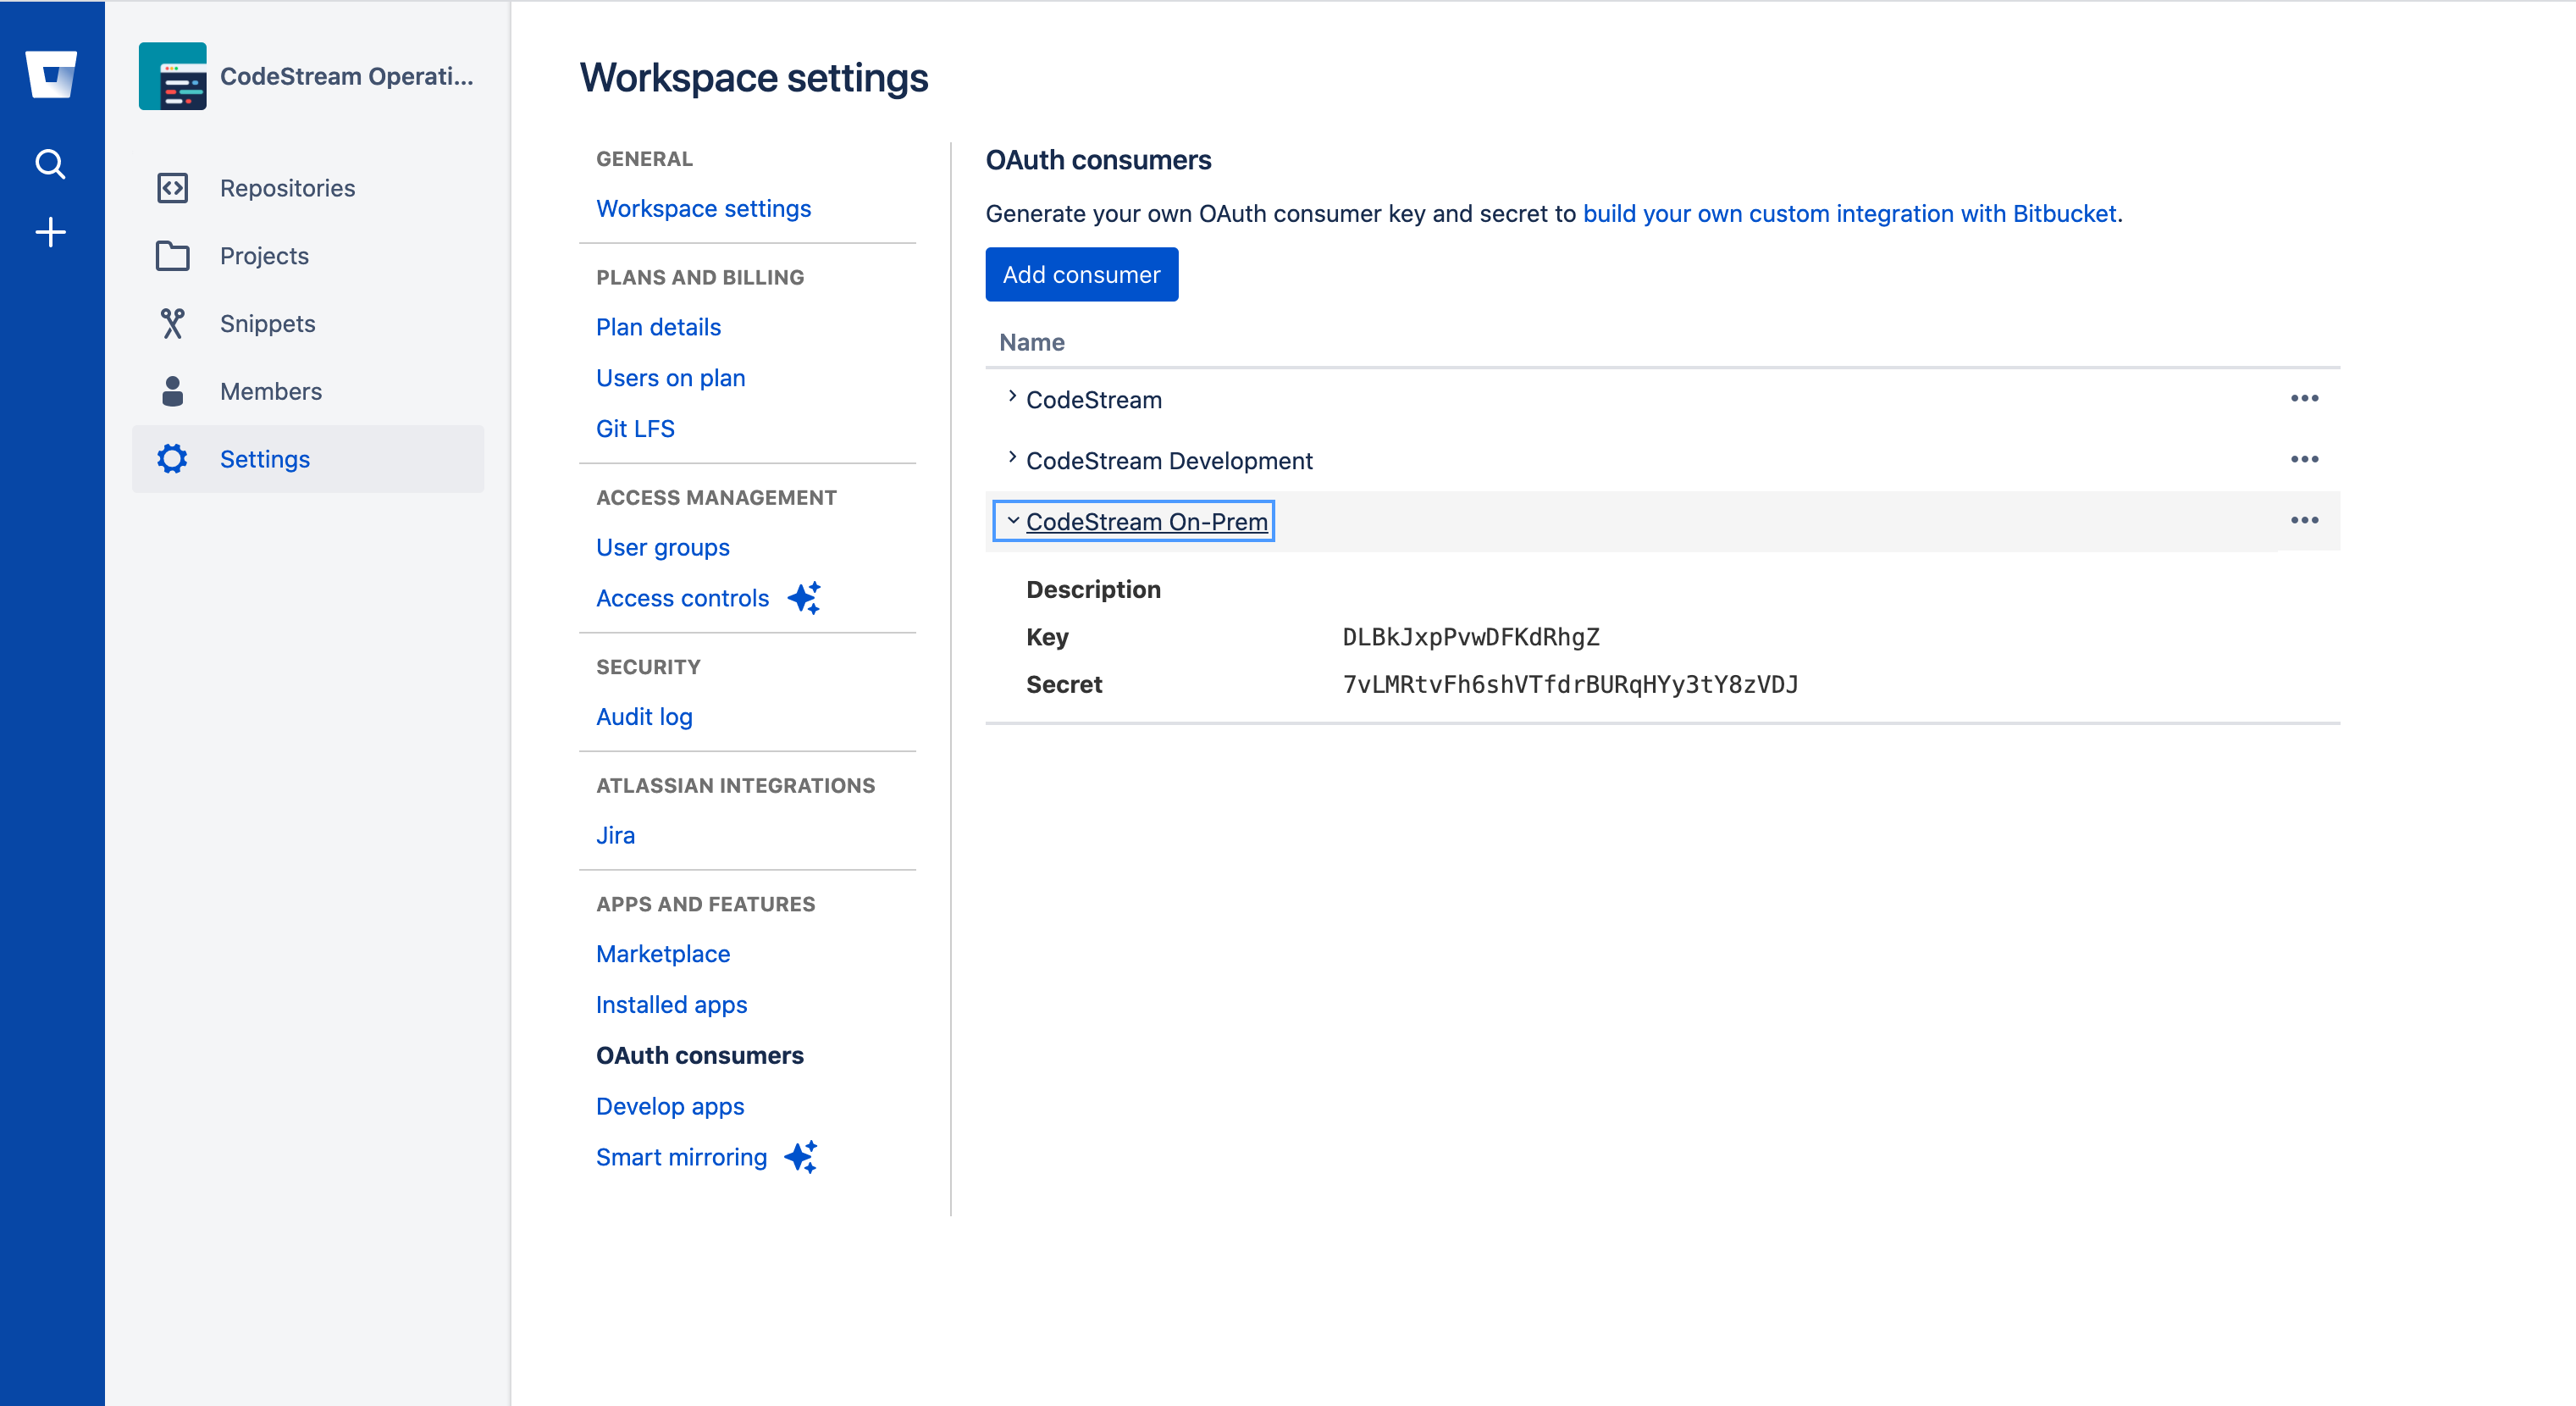 CodeStream Operati...
Repositories
Projects
Snippets
Members
Settings
Workspace settings
GENERAL
Workspace settings
PLANS AND BILLING
Plan details
Users on plan
Git LFS
ACCESS MANAGEMENT
User groups
Access controls
SECURITY
Audit log
ATLASSIAN INTEGRATIONS
Jira
APPS AND FEATURES
Marketplace
Installed apps
OAuth consumers
Develop apps
Smart mirroring
OAuth consumers
Generate your own OAuth consumer key and secret to build your own custom integration with Bitbucket.
Add consumer
Name
CodeStream
CodeStream Development
CodeStream On-Prem
Description
Key DLBkJxpPvwDFKdRhgZ
Secret 7vLMRtvFh6shVTfdrBURqHYy3tY8zVDJ